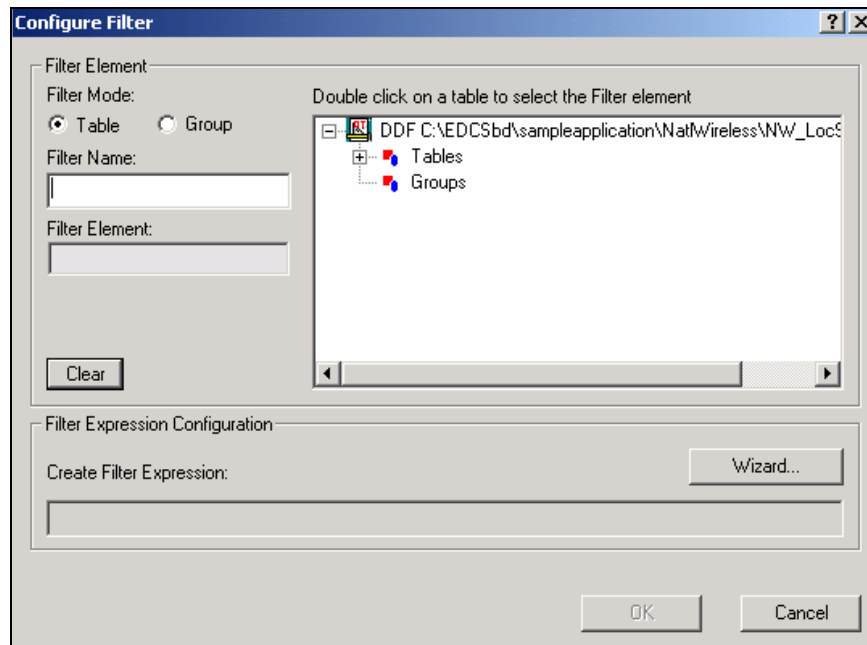 Configure Filter
Filter Element
Filter Mode:
Table
Group
Filter Name:
Filter Element:
Clear
Double click on a table to select the Filter element
DDF C:\EDCSbd\sampleapplication\NatlWireless\NW_LocS
Tables
Groups
Filter Expression Configuration
Create Filter Expression:
Wizard...
OK
Cancel